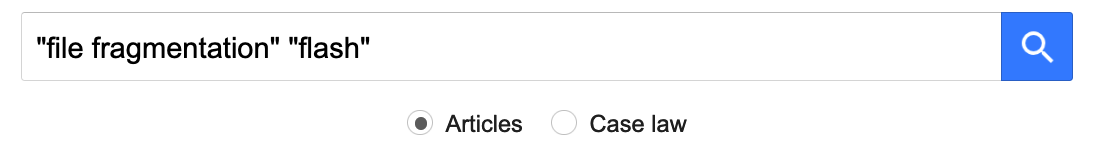 "file fragmentation" "flash"
Articles Case law